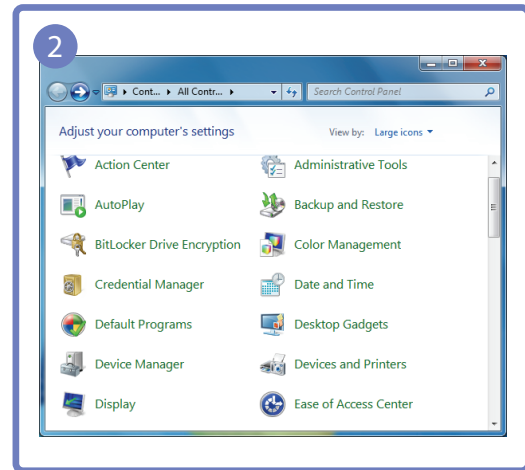 2
Cont... All Contr...
Search Control Panel
Adjust your computer's settings
View by: Large icons
Action Center
Administrative Tools
AutoPlay
Backup and Restore
BitLocker Drive Encryption
Color Management
Credential Manager
Date and Time
Default Programs
Desktop Gadgets
Device Manager
Devices and Printers
Display
Ease of Access Center